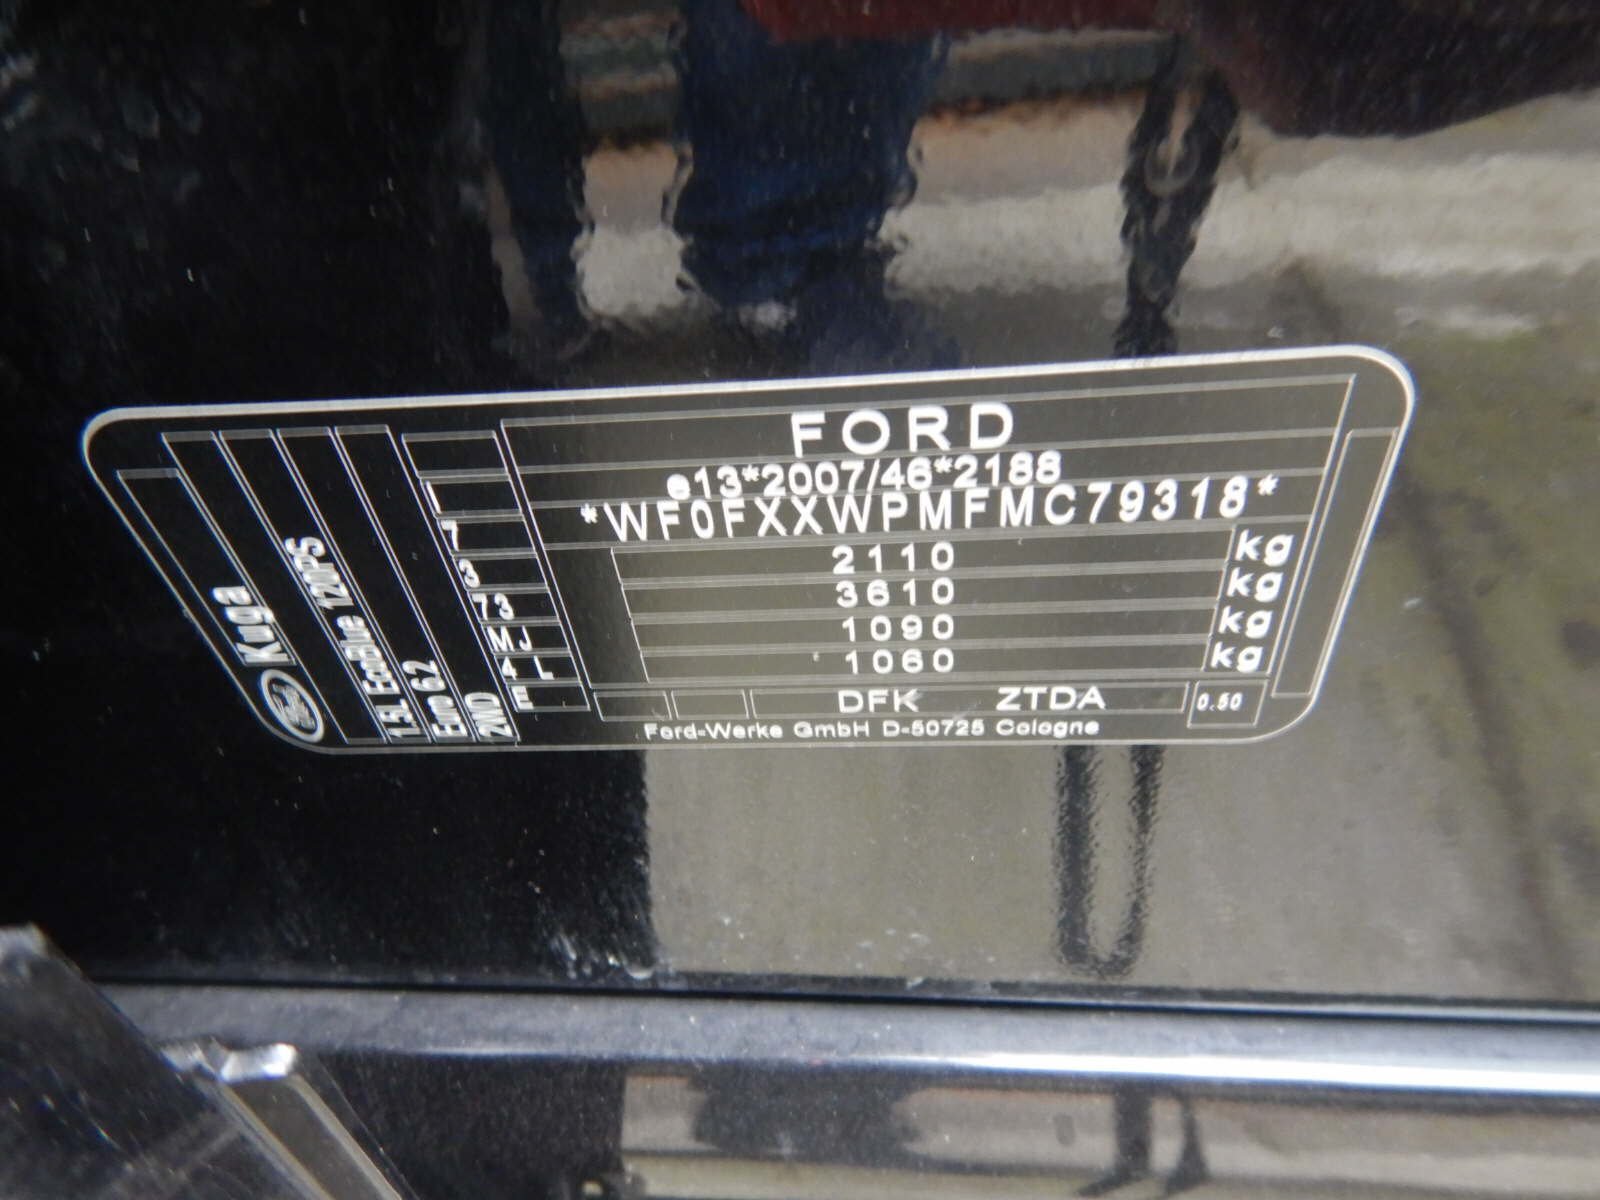 FORD
e13*2007/46*2188
*WF0FXXWPMFMC79318*
2110 kg
3610 kg
1090 kg
1060 kg
DFK ZTDA
0.50
Ford-Werke GmbH D-50725 Cologne
7
3
73
MJ
4 L
E
Ford Kuga
1.5L EcoBlue 120PS
Euro 6.2
2WD